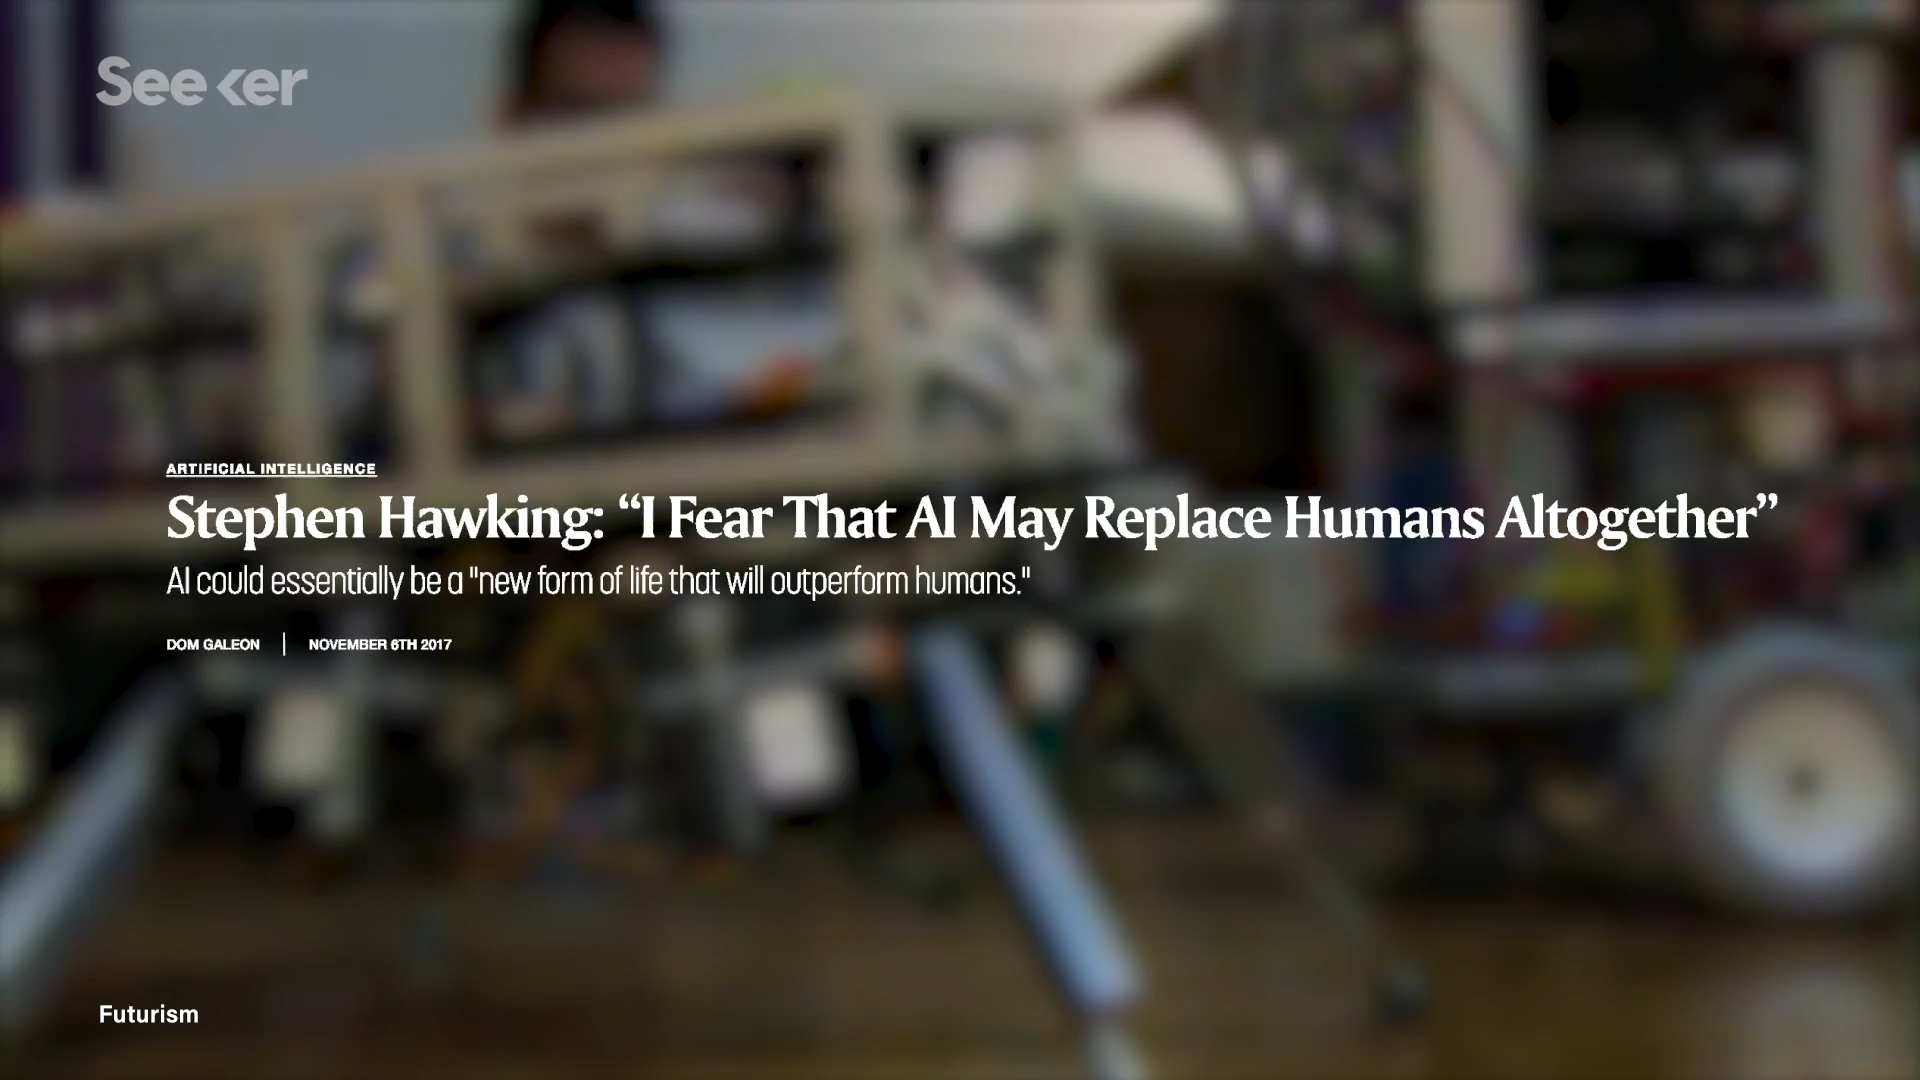 Seeker
ARTIFICIAL INTELLIGENCE
Stephen Hawking: “I Fear That AI May Replace Humans Altogether”
AI could essentially be a "new form of life that will outperform humans."
DOM GALEON | NOVEMBER 6TH 2017
Futurism